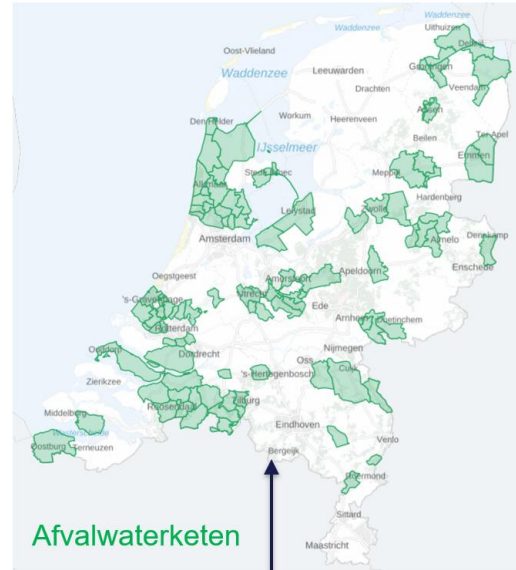 Waddenzee
Uithuizen
Waddenzee
Oost-Vlieland
Delfzijl
Waddenzee
Leeuwarden
Groningen
Drachten
Veendam
Den Helder
Workum
Heerenveen
Assen
IJsselmeer
Beilen
Ter Apel
Stede Broec
Meppel
Emmen
Alkmaar
Hardenberg
Lelystad
Zwolle
Amsterdam
Almelo
Denekamp
Enschede
Oegstgeest
Amersfoort
Apeldoorn
's-Gravenhage
Utrecht
Ede
Rotterdam
Arnhem
Doetinchem
Ouddorp
Dordrecht
Nijmegen
Oss
Zierikzee
's-Hertogenbosch
Cuijk
Middelburg
Roosendaal
Tilburg
Westerschelde
Eindhoven
Oostburg
Terneuzen
Bergeijk
Venlo
Roermond
Sittard
Afvalwaterketen
Maastricht